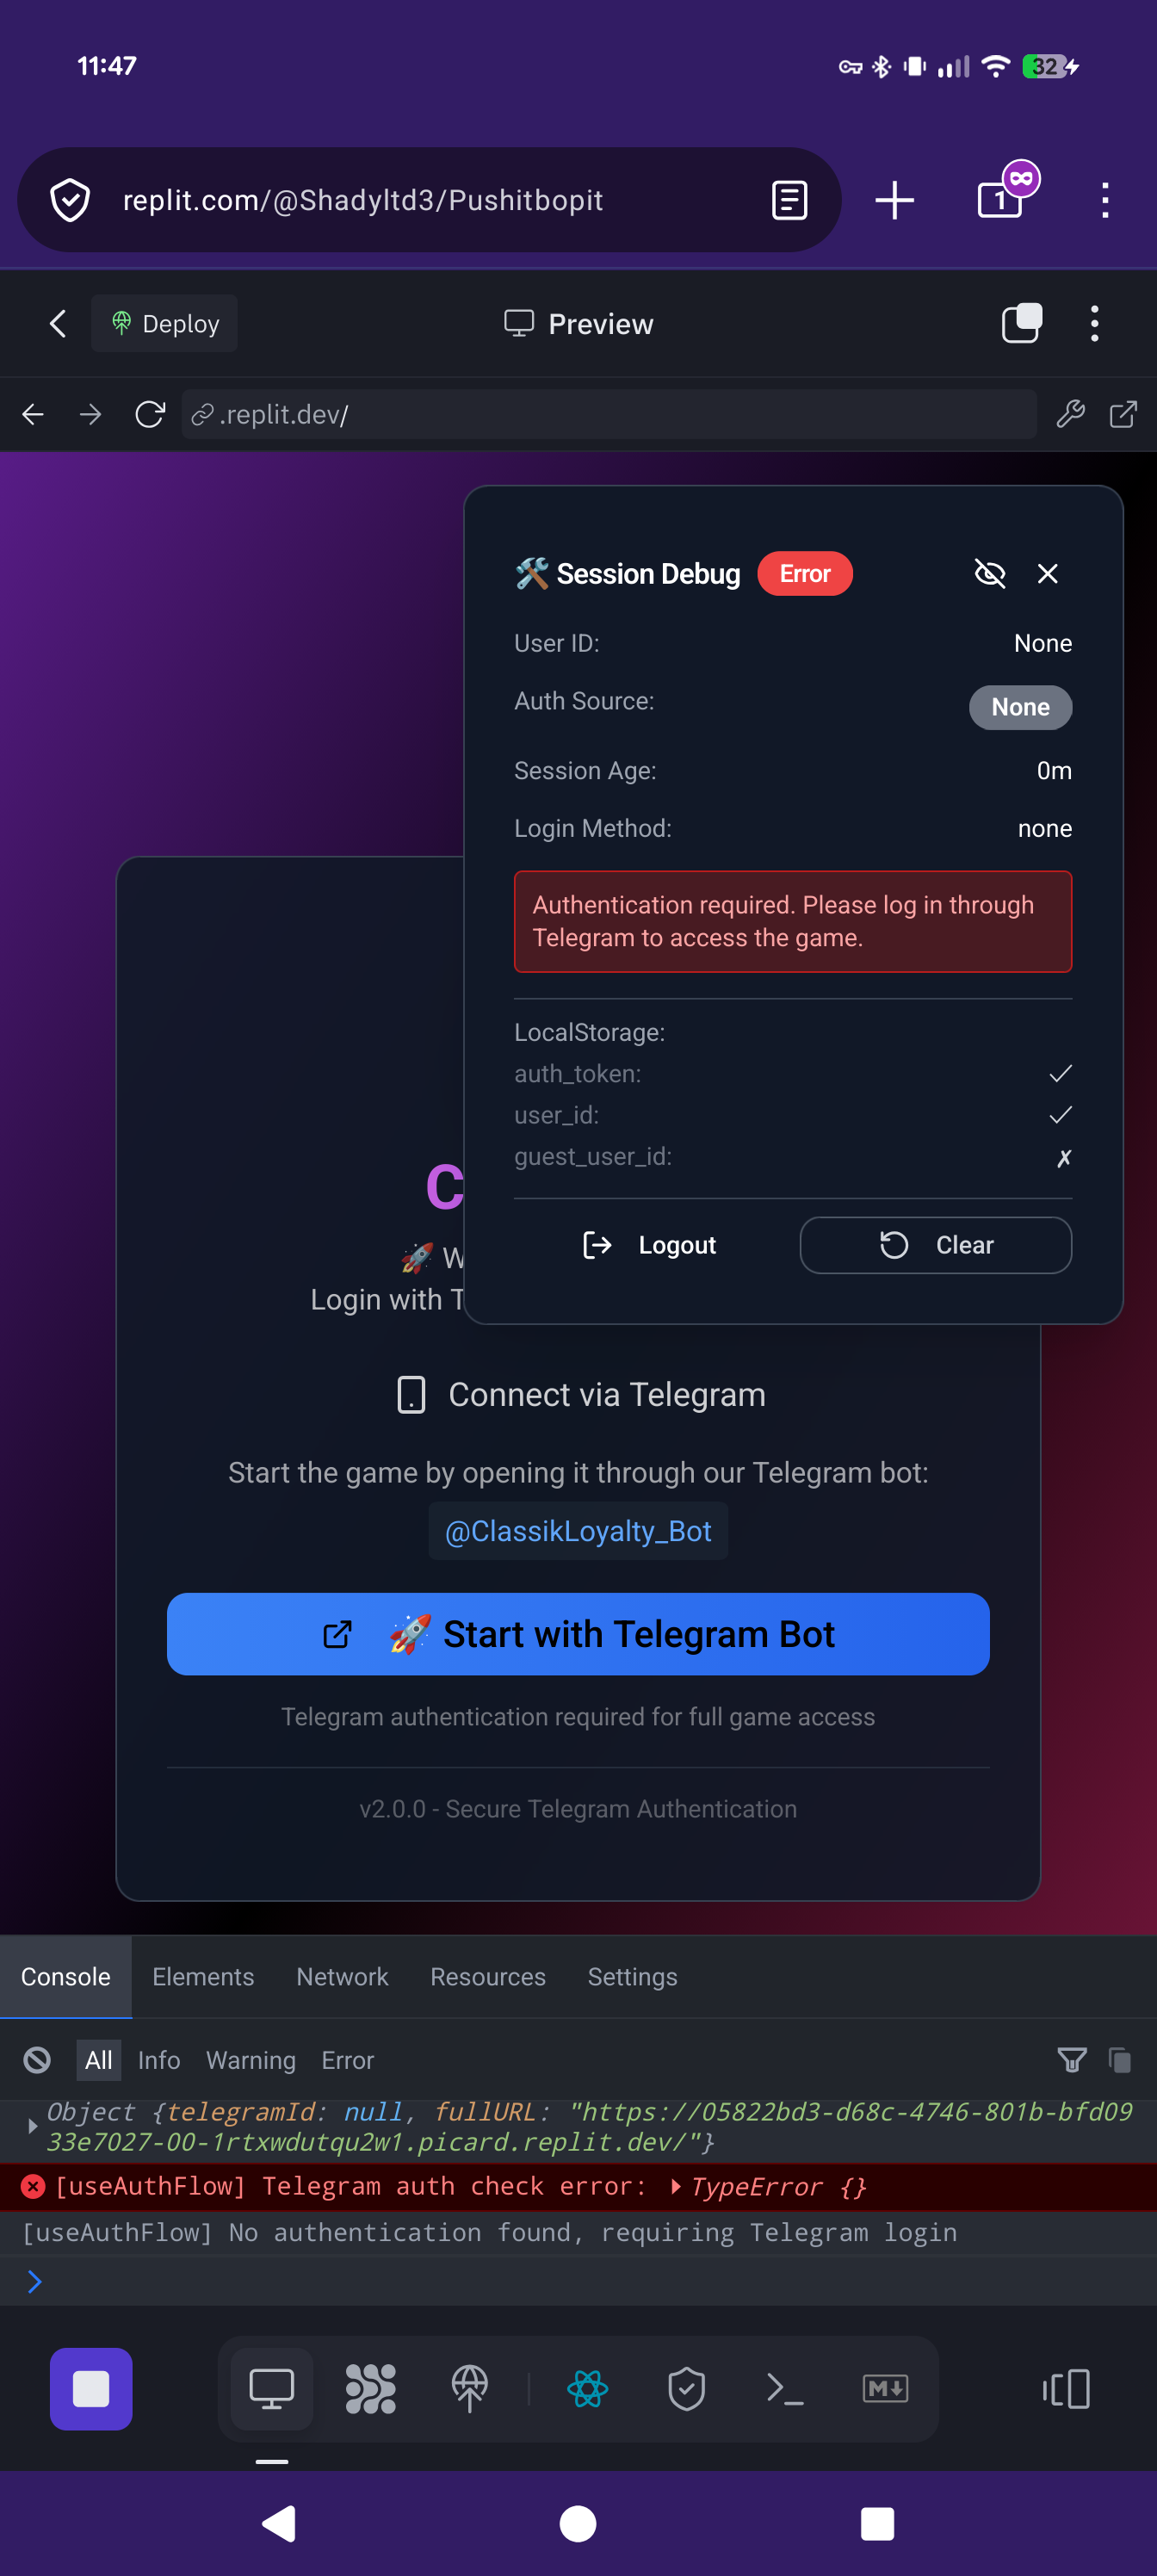 11:47
32
replit.com/@Shadyltd3/Pushitbopit
1
Deploy
Preview
.replit.dev/
🛠️ Session Debug
Error
User ID:
None
Auth Source:
None
Session Age:
0m
Login Method:
none
Authentication required. Please log in through
Telegram to access the game.
LocalStorage:
auth_token:
✓
user_id:
✓
guest_user_id:
✗
Logout
Clear
C
🚀 W
Login with T
Connect via Telegram
Start the game by opening it through our Telegram bot:
@ClassikLoyalty_Bot
🚀 Start with Telegram Bot
Telegram authentication required for full game access
v2.0.0 - Secure Telegram Authentication
Console
Elements
Network
Resources
Settings
All
Info
Warning
Error
Object {telegramId: null, fullURL: "https://05822bd3-d68c-4746-801b-bfd09
33e7027-00-1rtxwdutqu2w1.picard.replit.dev/"}
[useAuthFlow] Telegram auth check error: TypeError {}
[useAuthFlow] No authentication found, requiring Telegram login
M